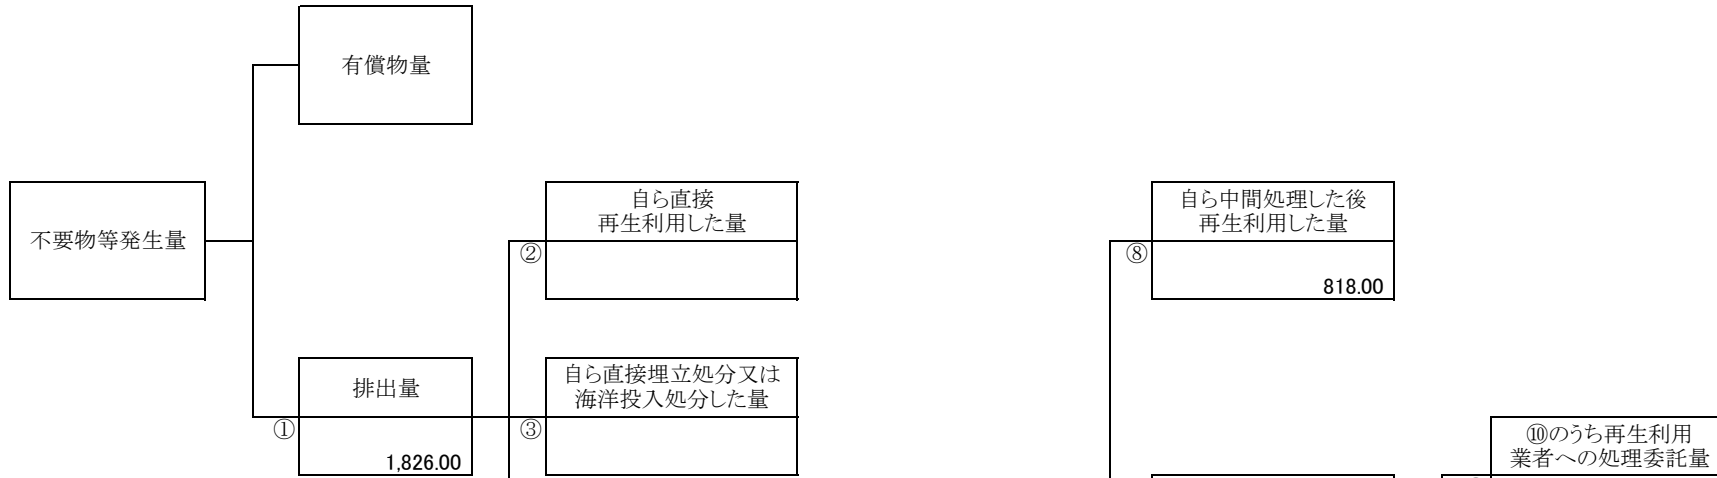 有償物量
不要物等発生量
自ら直接
再生利用した量
②
自ら中間処理した後
再生利用した量
⑧
818.00
排出量
①
1,826.00
自ら直接埋立処分又は
海洋投入処分した量
③
⑩のうち再生利用
業者への処理委託量